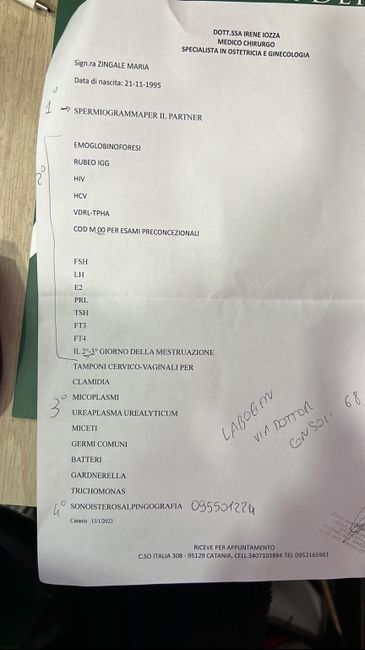 DOTT.SSA IRENE IOZZA
MEDICO CHIRURGO
SPECIALISTA IN OSTETRICIA E GINECOLOGIA
Sign.ra ZINGALE MARIA
Data di nascita: 21-11-1995
1° → SPERMIOGRAMMAPER IL PARTNER
2°
EMOGLOBINOFORESI
RUBEO IGG
HIV
HCV
VDRL-TPHA
COD M 00 PER ESAMI PRECONCEZIONALI
FSH
LH
E2
PRL
TSH
FT3
FT4
IL 2°-3° GIORNO DELLA MESTRUAZIONE
TAMPONI CERVICO-VAGINALI PER
CLAMIDIA
3° MICOPLASMI
UREAPLASMA UREALYTICUM
MICETI
GERMI COMUNI
BATTERI
GARDNERELLA
TRICHOMONAS
LABOGEN
VIA DOTTOR
CONSOL. 68
4° SONOISTEROSALPINGOGRAFIA 095501224
Catania 13/1/2023
RICEVE PER APPUNTAMENTO
C.SO ITALIA 308 - 95129 CATANIA, CELL 3407103884 TEL 0952165961